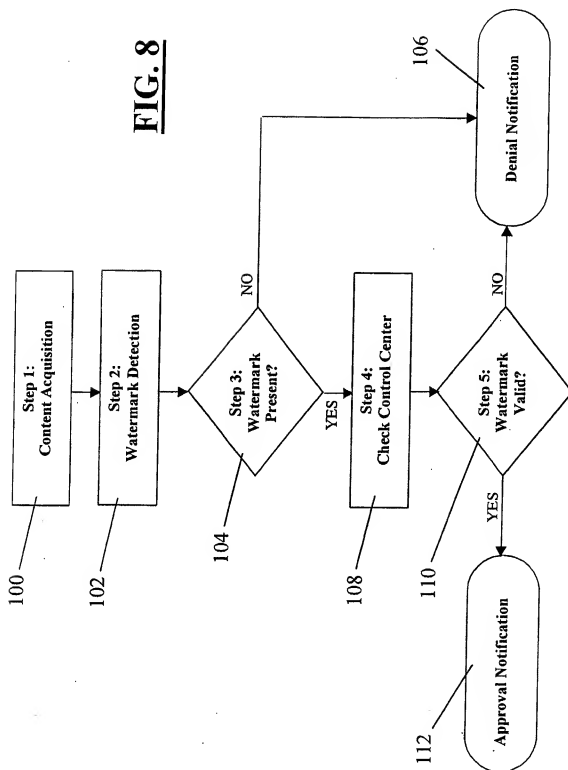 FIG. 8
100
Step 1:
Content Acquisition
102
Step 2:
Watermark Detection
104
Step 3:
Watermark
Present?
NO
YES
106
Denial Notification
108
Step 4:
Check Control Center
110
Step 5:
Watermark
Valid?
NO
YES
112
Approval Notification